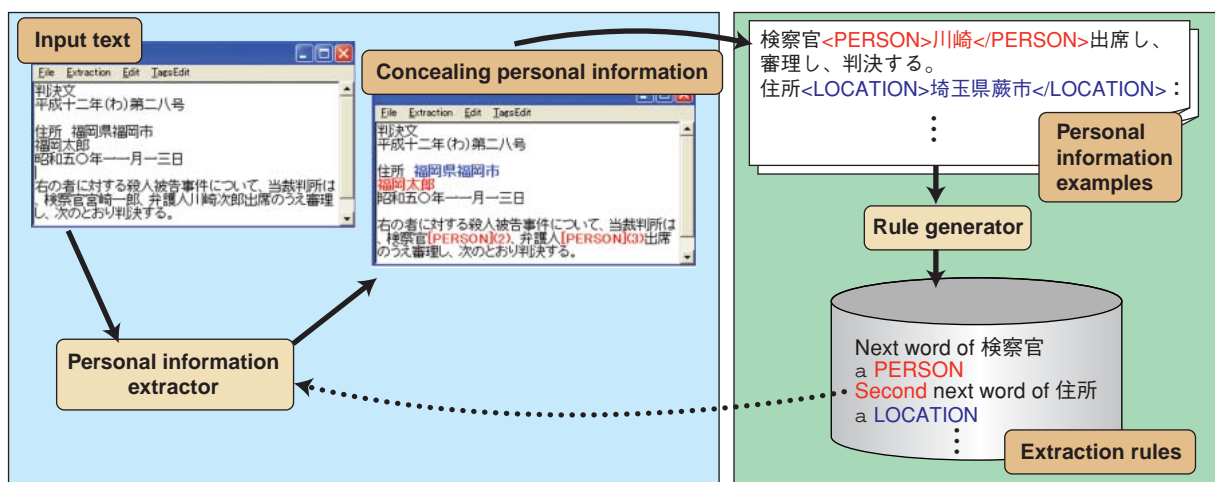 Input text
File Extraction Edit TagsEdit
判決文
平成十二年(わ)第二八号
住所 福岡県福岡市
福岡太郎
昭和五〇年一一月一三日
右の者に対する殺人被告事件について、当裁判所は
、検察官宮崎一郎、弁護人川崎次郎出席のうえ審理
し、次のとおり判決する。
Concealing personal information
File Extraction Edit TagsEdit
判決文
平成十二年(わ)第二八号
住所 福岡県福岡市
福岡太郎
昭和五〇年一一月一三日
右の者に対する殺人被告事件について、当裁判所は
、検察官[PERSON](2)、弁護人[PERSON](3)出席
のうえ審理し、次のとおり判決する。
Personal information
extractor
検察官<PERSON>川崎</PERSON>出席し、
審理し、判決する。
住所<LOCATION>埼玉県蕨市</LOCATION>：
⋮
Personal
information
examples
Rule generator
Next word of 検察官
a PERSON
Second next word of 住所
a LOCATION
⋮
Extraction rules